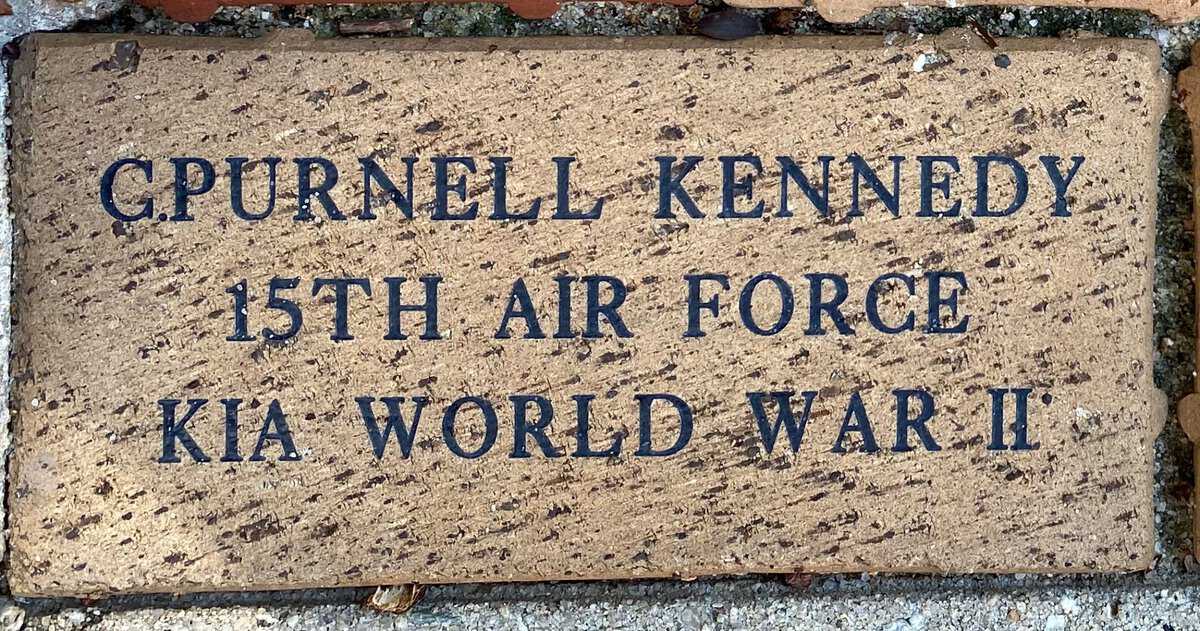 C.PURNELL KENNEDY
15TH AIR FORCE
KIA WORLD WAR II